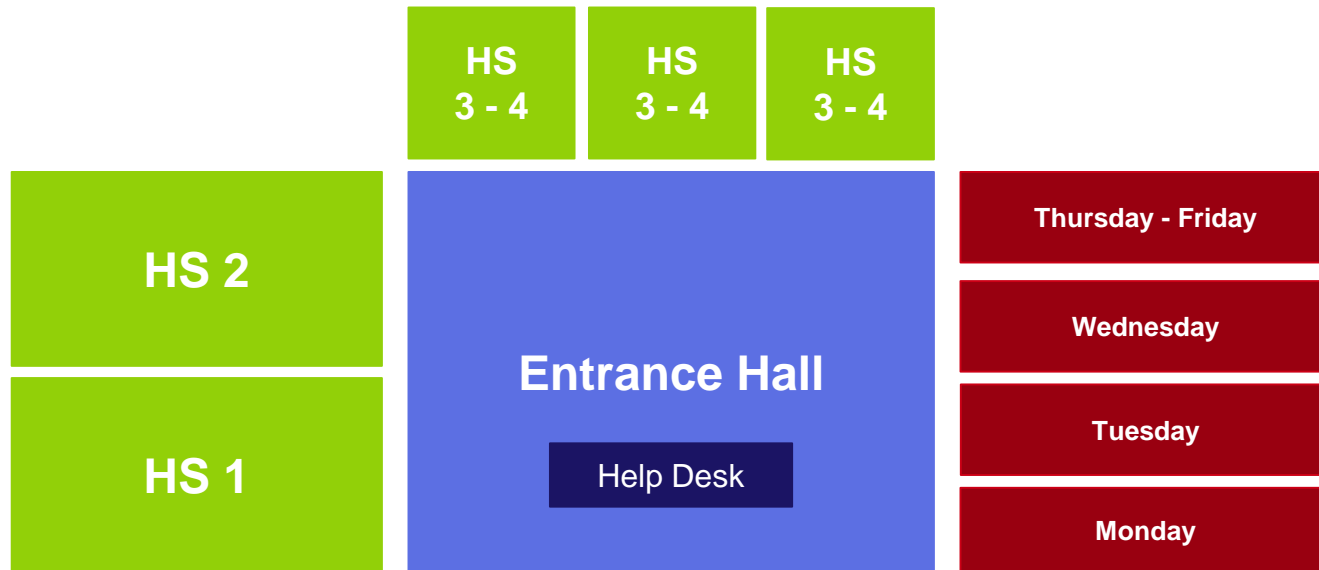 HS
3 - 4
HS
3 - 4
HS
3 - 4
HS 2
HS 1
Entrance Hall
Help Desk
Thursday - Friday
Wednesday
Tuesday
Monday